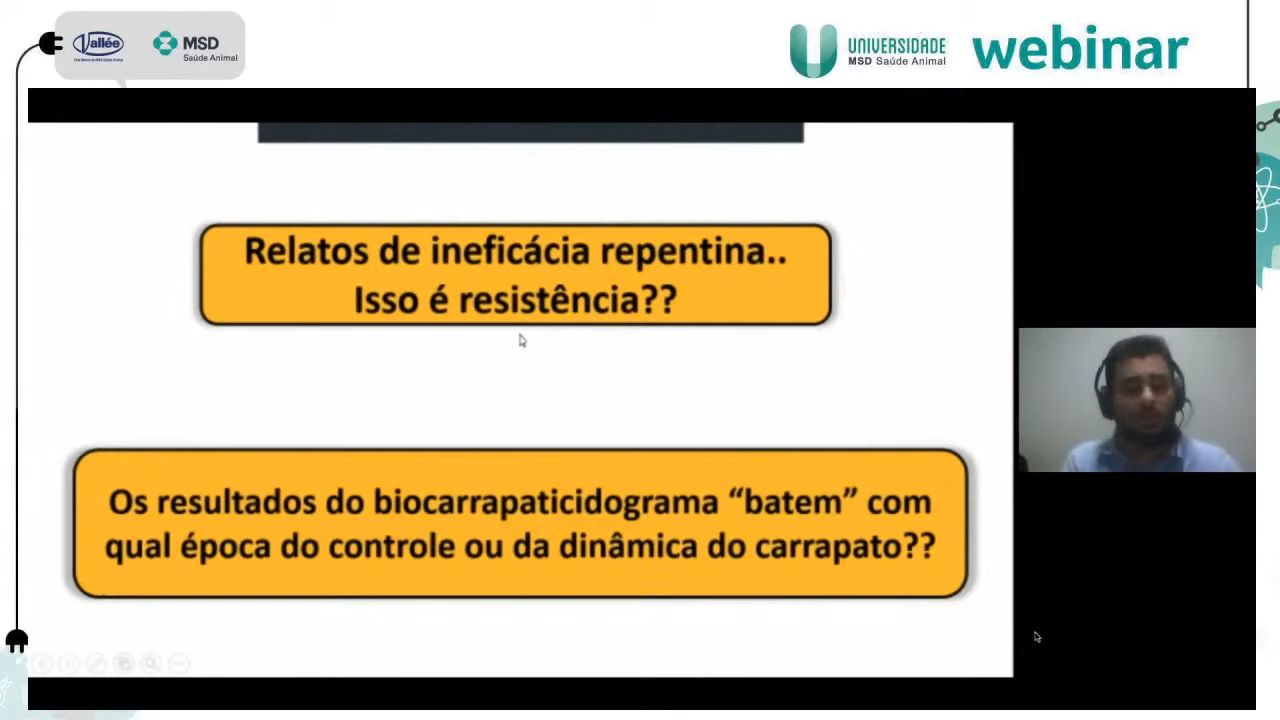 Vallée
MSD
Saúde Animal
UNIVERSIDADE
MSD Saúde Animal
webinar
Relatos de ineficácia repentina..
Isso é resistência??
Os resultados do biocarrapaticidograma “batem” com
qual época do controle ou da dinâmica do carrapato??